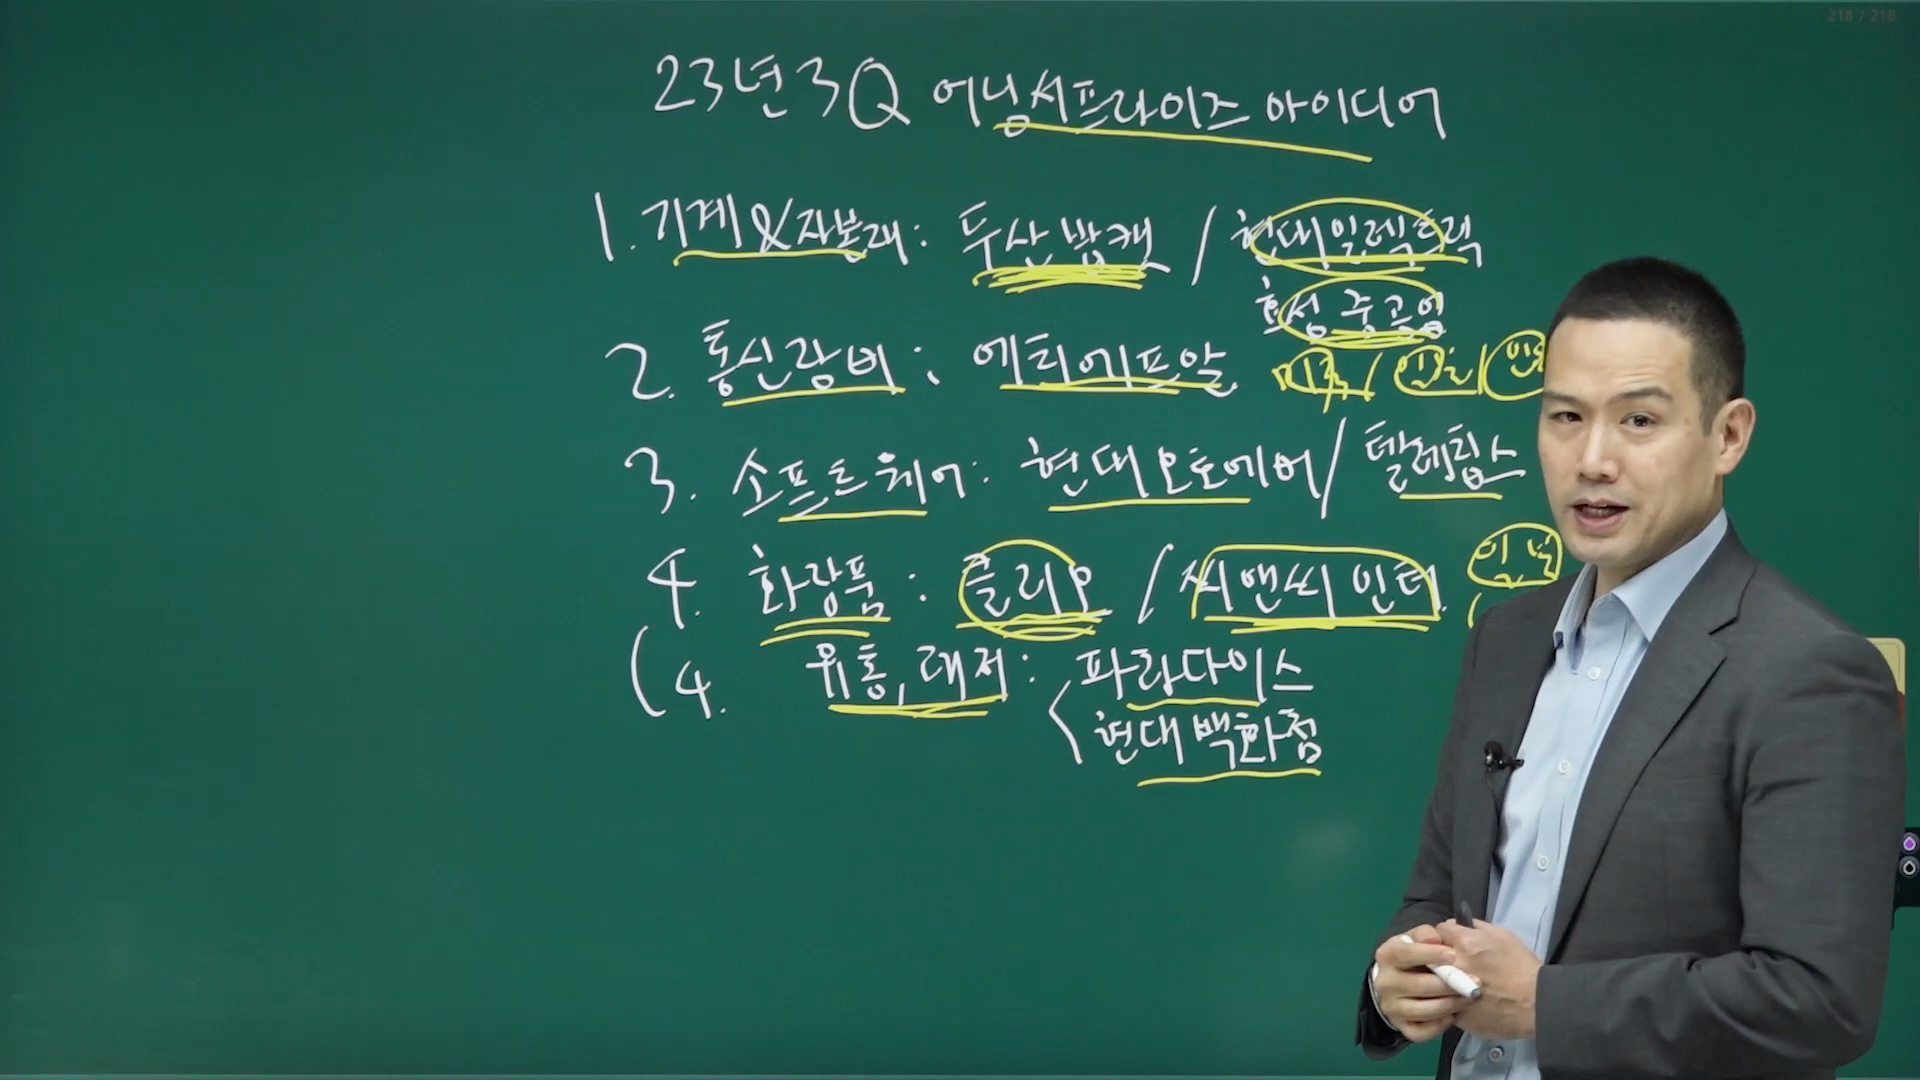 216 / 216
23년 3Q 어닝서프라이즈 아이디어
1. 기계 & 자본재 : 두산밥캣 / 현대일렉트릭
효성중공업
2. 통신장비 : 에티에프알
3. 소프트웨어 : 현대오토에버 / 텔레칩스
4. 화장품 : 클리오 / 씨앤씨 인터.
(4. 유통, 레저 : 파라다이스
현대백화점